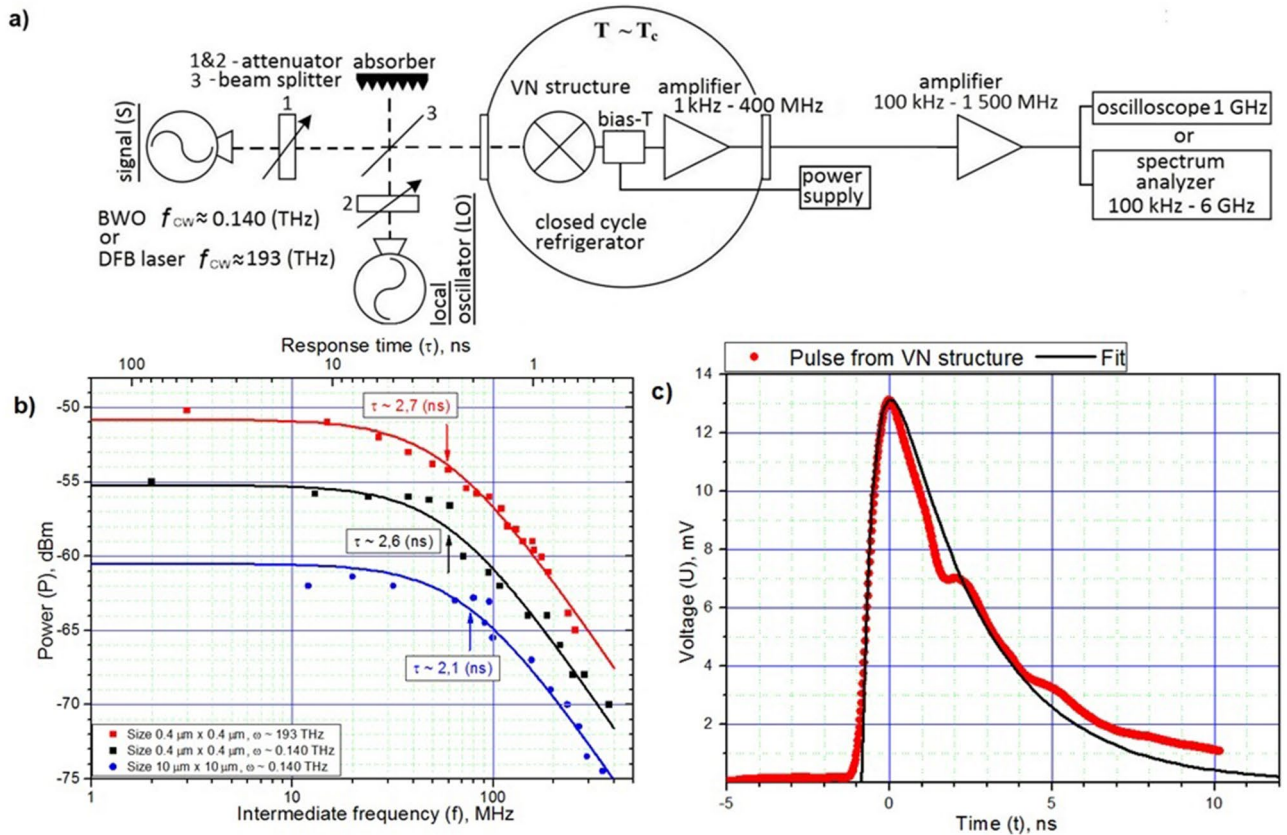 a)
T ~ Tc
1&2 - attenuator
3 - beam splitter
absorber
1
3
VN structure
amplifier
1kHz - 400 MHz
bias-T
amplifier
100 kHz - 1 500 MHz
oscilloscope 1 GHz
or
spectrum
analyzer
100 kHz - 6 GHz
signal (S)
2
power
supply
BWO fCW≈ 0.140 (THz)
or
DFB laser fCW≈193 (THz)
local
oscillator (LO)
closed cycle
refrigerator
Response time (τ), ns
100 10 1
b)
-50
-55
-60
-65
-70
-75
Power (P), dBm
τ ~ 2,7 (ns)
τ ~ 2,6 (ns)
τ ~ 2,1 (ns)
Size 0.4 µm x 0.4 µm, ω ~ 193 THz
Size 0.4 µm x 0.4 µm, ω ~ 0.140 THz
Size 10 µm x 10 µm, ω ~ 0.140 THz
1 10 100
Intermediate frequency (f), MHz
Pulse from VN structure Fit
c)
14
12
10
8
6
4
2
Voltage (U), mV
-5 0 5 10
Time (t), ns